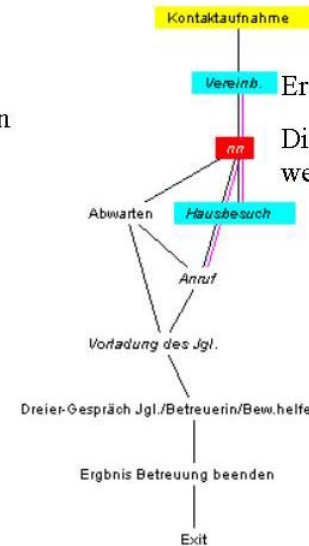 Kontaktaufnahme
Vereinb.
Er
n
Di
nn
we
Abwarten
Hausbesuch
Anruf
Vorladung des Jgl.
Dreier-Gespräch Jgl./Betreuerin/Bew.helfe
Ergbnis Betreuung beenden
Exit